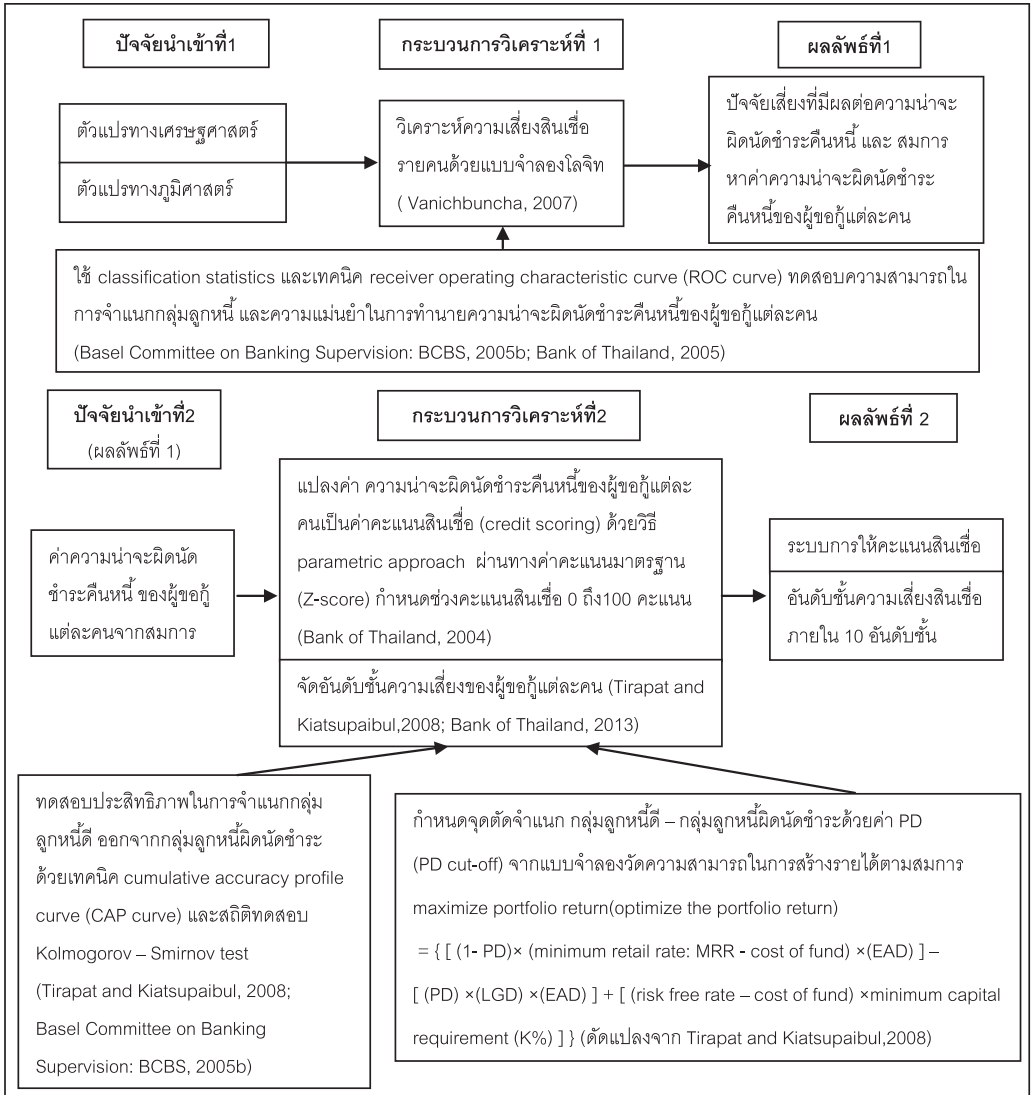 ปัจจัยนำเข้าที่1
กระบวนการวิเคราะห์ที่ 1
ผลลัพธ์ที่1
ตัวแปรทางเศรษฐศาสตร์
ตัวแปรทางภูมิศาสตร์
วิเคราะห์ความเสี่ยงสินเชื่อ
รายคนด้วยแบบจำลองโลจิท
( Vanichbuncha, 2007)
ปัจจัยเสี่ยงที่มีผลต่อความน่าจะ
ผิดนัดชำระคืนหนี้ และ สมการ
หาค่าความน่าจะผิดนัดชำระ
คืนหนี้ของผู้ขอกู้แต่ละคน
ใช้ classification statistics และเทคนิค receiver operating characteristic curve (ROC curve) ทดสอบความสามารถใน
การจำแนกกลุ่มลูกหนี้ และความแม่นยำในการทำนายความน่าจะผิดนัดชำระคืนหนี้ของผู้ขอกู้แต่ละคน
(Basel Committee on Banking Supervision: BCBS, 2005b; Bank of Thailand, 2005)
ปัจจัยนำเข้าที่2
(ผลลัพธ์ที่ 1)
กระบวนการวิเคราะห์ที่2
ผลลัพธ์ที่ 2
ค่าความน่าจะผิดนัด
ชำระคืนหนี้ ของผู้ขอกู้
แต่ละคนจากสมการ
แปลงค่า ความน่าจะผิดนัดชำระคืนหนี้ของผู้ขอกู้แต่ละ
คนเป็นค่าคะแนนสินเชื่อ (credit scoring) ด้วยวิธี
parametric approach ผ่านทางค่าคะแนนมาตรฐาน
(Z-score) กำหนดช่วงคะแนนสินเชื่อ 0 ถึง100 คะแนน
(Bank of Thailand, 2004)
จัดอันดับชั้นความเสี่ยงของผู้ขอกู้แต่ละคน (Tirapat and
Kiatsupaibul,2008; Bank of Thailand, 2013)
ระบบการให้คะแนนสินเชื่อ
อันดับชั้นความเสี่ยงสินเชื่อ
ภายใน 10 อันดับชั้น
ทดสอบประสิทธิภาพในการจำแนกกลุ่ม
ลูกหนี้ดี ออกจากกลุ่มลูกหนี้ผิดนัดชำระ
ด้วยเทคนิค cumulative accuracy profile
curve (CAP curve) และสถิติทดสอบ
Kolmogorov – Smirnov test
(Tirapat and Kiatsupaibul, 2008;
Basel Committee on Banking
Supervision: BCBS, 2005b)
กำหนดจุดตัดจำแนก กลุ่มลูกหนี้ดี – กลุ่มลูกหนี้ผิดนัดชำระด้วยค่า PD
(PD cut-off) จากแบบจำลองวัดความสามารถในการสร้างรายได้ตามสมการ
maximize portfolio return(optimize the portfolio return)
= { [ (1- PD)× (minimum retail rate: MRR - cost of fund) ×(EAD) ] –
[ (PD) ×(LGD) ×(EAD) ] + [ (risk free rate – cost of fund) ×minimum capital
requirement (K%) ] } (ดัดแปลงจาก Tirapat and Kiatsupaibul,2008)